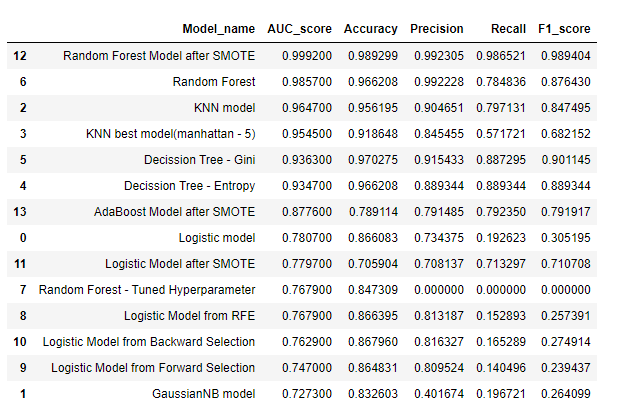 Model_name AUC_score Accuracy Precision Recall F1_score
12 Random Forest Model after SMOTE 0.999200 0.989299 0.992305 0.986521 0.989404
6 Random Forest 0.985700 0.966208 0.992228 0.784836 0.876430
2 KNN model 0.964700 0.956195 0.904651 0.797131 0.847495
3 KNN best model(manhattan - 5) 0.954500 0.918648 0.845455 0.571721 0.682152
5 Decission Tree - Gini 0.936300 0.970275 0.915433 0.887295 0.901145
4 Decission Tree - Entropy 0.934700 0.966208 0.889344 0.889344 0.889344
13 AdaBoost Model after SMOTE 0.877600 0.789114 0.791485 0.792350 0.791917
0 Logistic model 0.780700 0.866083 0.734375 0.192623 0.305195
11 Logistic Model after SMOTE 0.779700 0.705904 0.708137 0.713297 0.710708
7 Random Forest - Tuned Hyperparameter 0.767900 0.847309 0.000000 0.000000 0.000000
8 Logistic Model from RFE 0.767900 0.866395 0.813187 0.152893 0.257391
10 Logistic Model from Backward Selection 0.762900 0.867960 0.816327 0.165289 0.274914
9 Logistic Model from Forward Selection 0.747000 0.864831 0.809524 0.140496 0.239437
1 GaussianNB model 0.727300 0.832603 0.401674 0.196721 0.264099